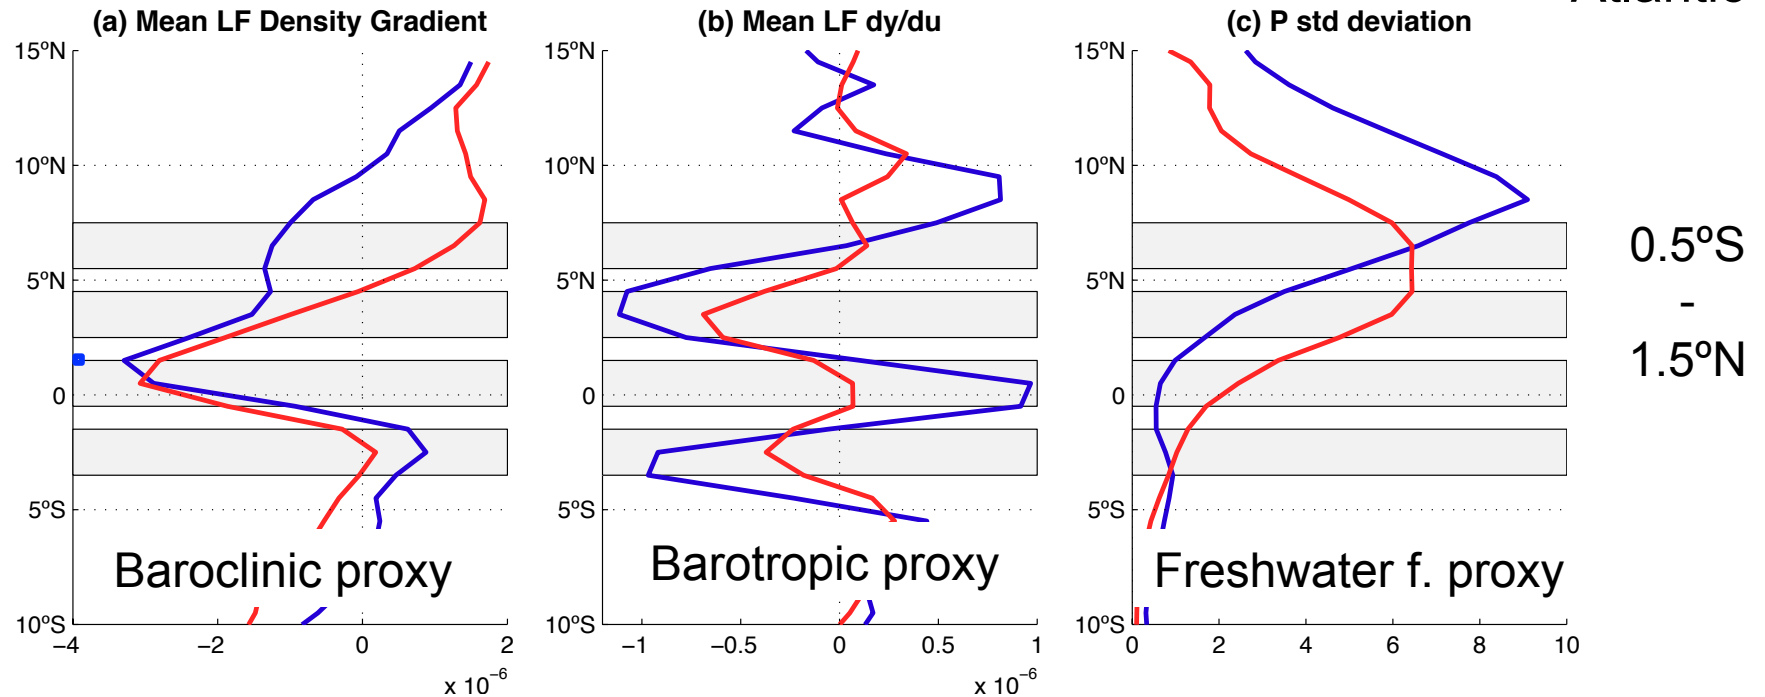 (a) Mean LF Density Gradient
15ºN
10ºN
5ºN
0
5ºS
10ºS
−4
−2
0
2
x 10⁻⁶
Baroclinic proxy
(b) Mean LF dy/du
15ºN
10ºN
5ºN
0
5ºS
10ºS
−1
−0.5
0
0.5
1
x 10⁻⁶
Barotropic proxy
(c) P std deviation
15ºN
10ºN
5ºN
0
5ºS
10ºS
0
2
4
6
8
10
Freshwater f. proxy
0.5ºS
-
1.5ºN